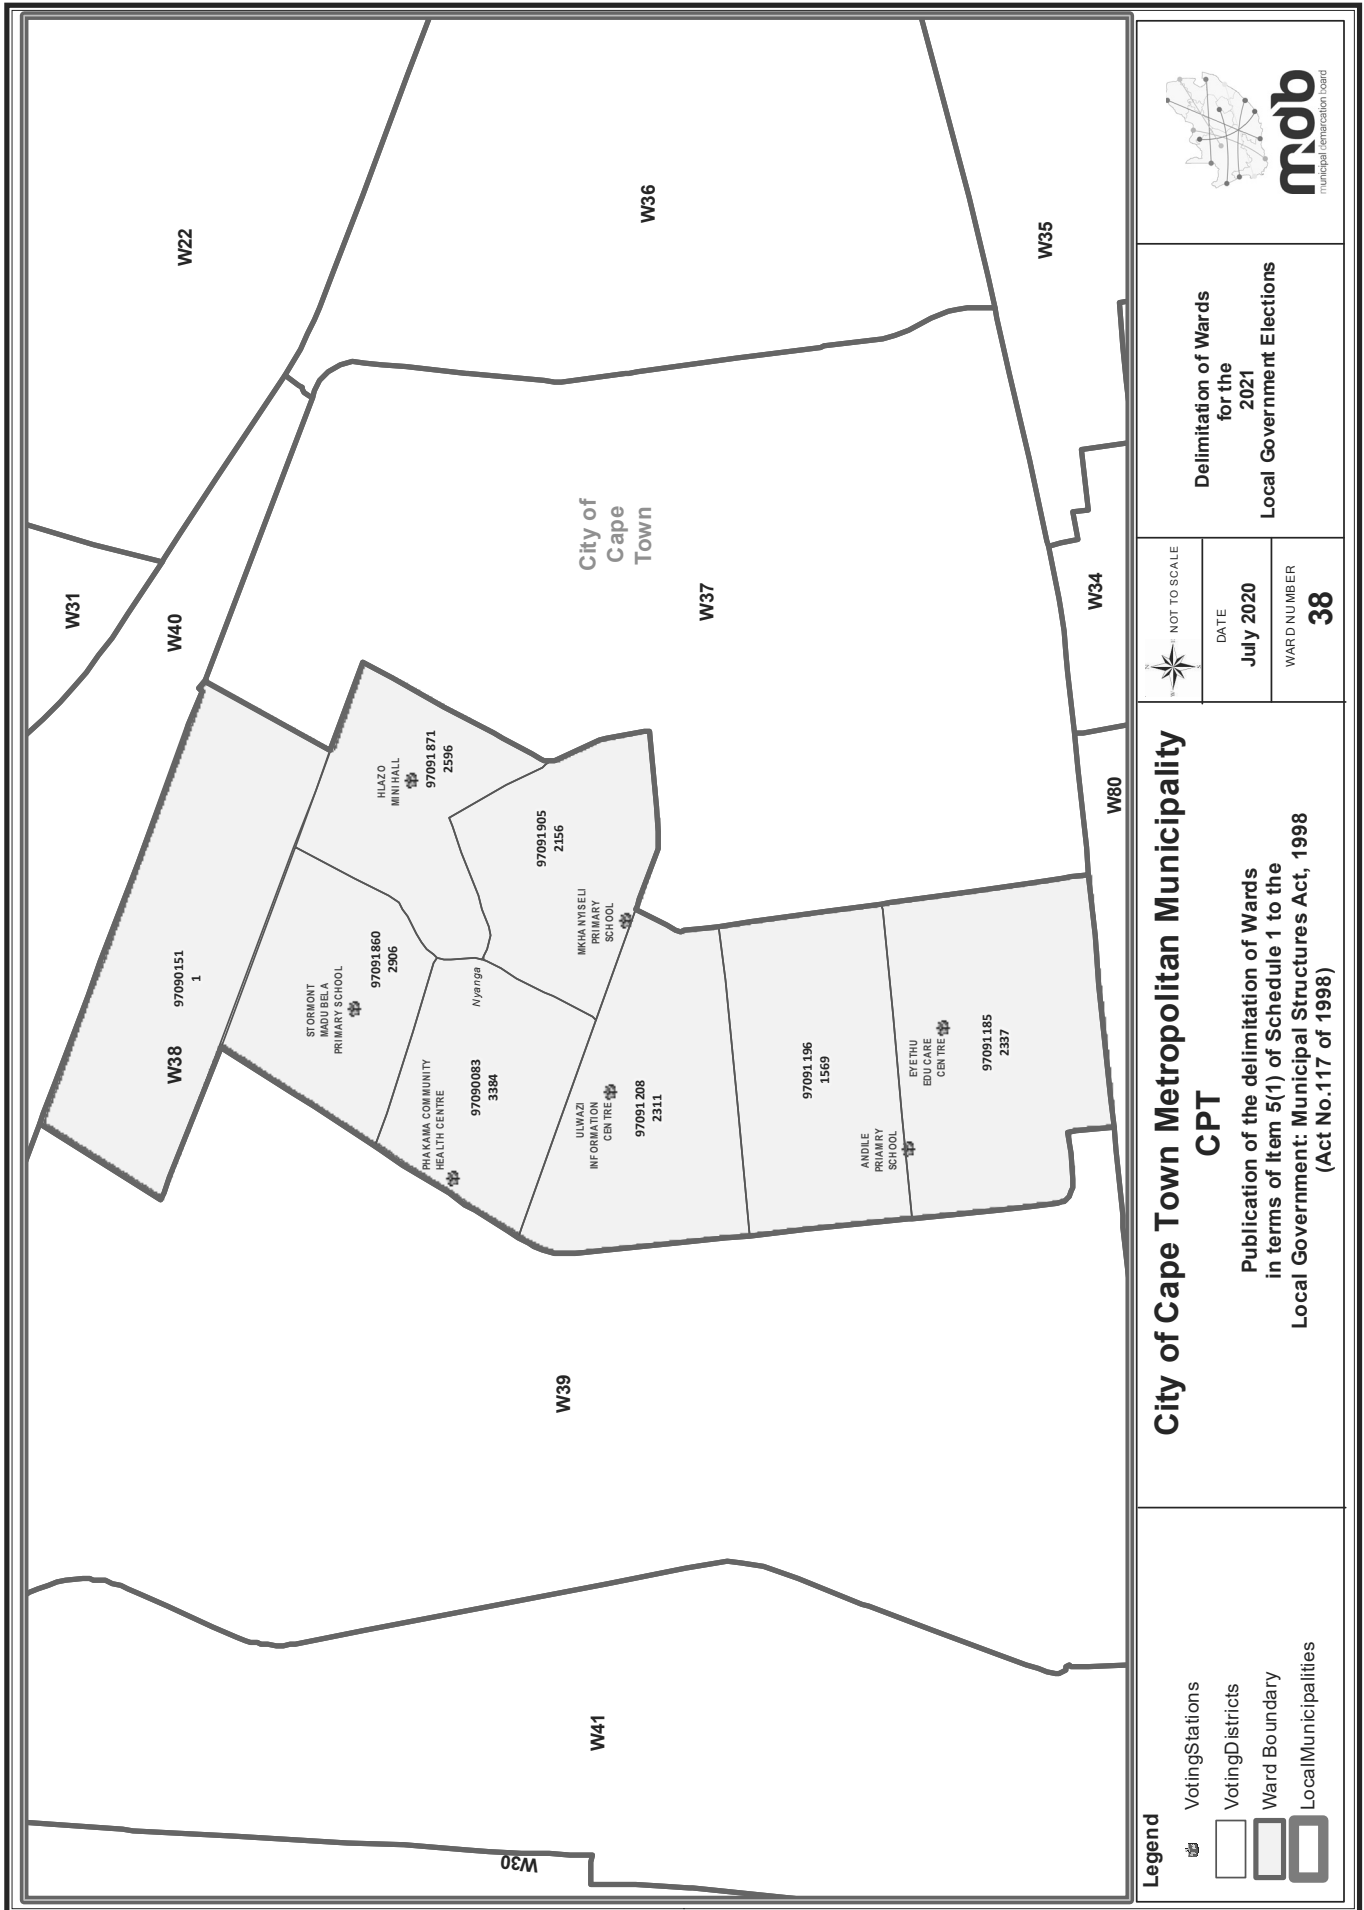 W22
W36
W35
W31
W40
W37
W34
W80
W38
W39
W41
W30
City of
Cape
Town
97090151
1
HLAZO
MINI HALL
97091871
2596
STORMONT
MADU BELA
PRIMARY SCHOOL
97091860
2906
97091905
2156
MKHANYISELI
PRIMARY
SCHOOL
Nyanga
PHAKAMA COMMUNITY
HEALTH CENTRE
97090083
3384
ULWAZI
INFORMATION
CENTRE
97091208
2311
97091196
1569
ANDILE
PRIAMRY
SCHOOL
EYETHU
EDUCARE
CENTRE
97091185
2337
Legend
VotingStations
VotingDistricts
Ward Boundary
LocalMunicipalities
City of Cape Town Metropolitan Municipality
CPT
Publication of the delimitation of Wards
in terms of Item 5(1) of Schedule 1 to the
Local Government: Municipal Structures Act, 1998
(Act No.117 of 1998)
N
E
S
W
NOT TO SCALE
DATE
July 2020
WARD NUMBER
38
Delimitation of Wards
for the
2021
Local Government Elections
mdb
municipal demarcation board